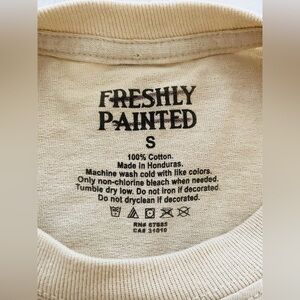 FRESHLY
PAINTED
S
100% Cotton.
Made in Honduras.
Machine wash cold with like colors.
Only non-chlorine bleach when needed.
Tumble dry low. Do not iron if decorated.
Do not dryclean if decorated.
RN# 67685
CA# 31010